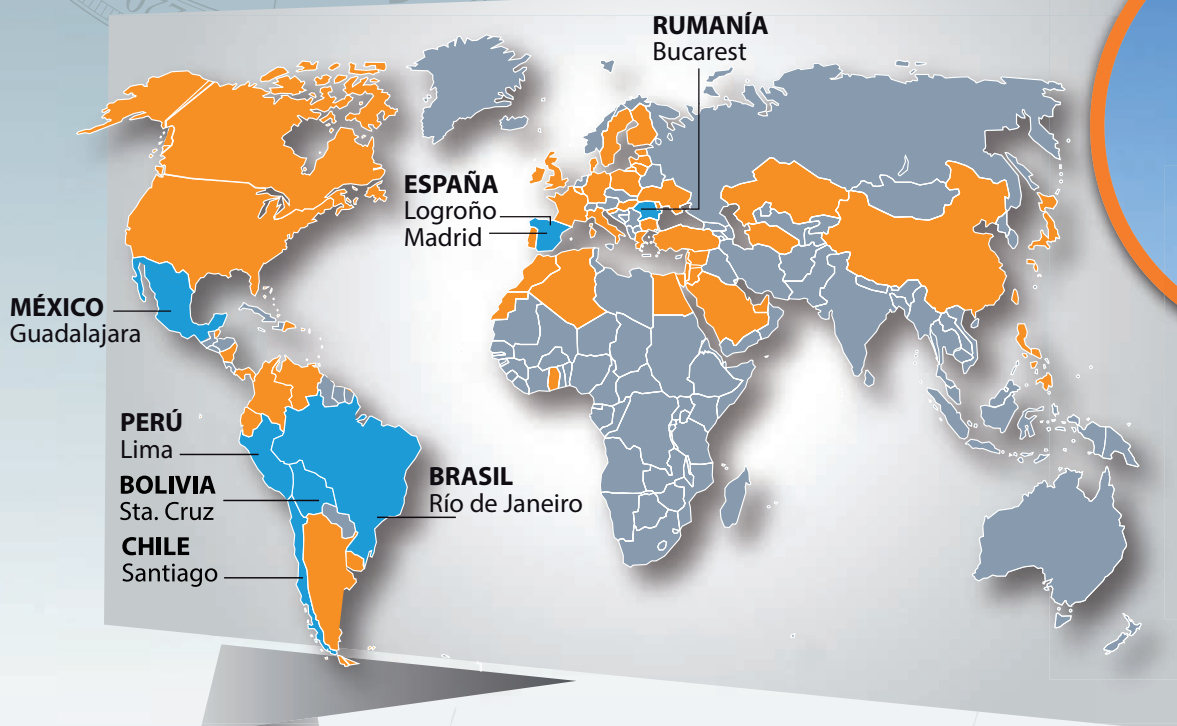 RUMANÍA
Bucarest
ESPAÑA
Logroño
Madrid
MÉXICO
Guadalajara
PERÚ
Lima
BOLIVIA
Sta. Cruz
BRASIL
Río de Janeiro
CHILE
Santiago